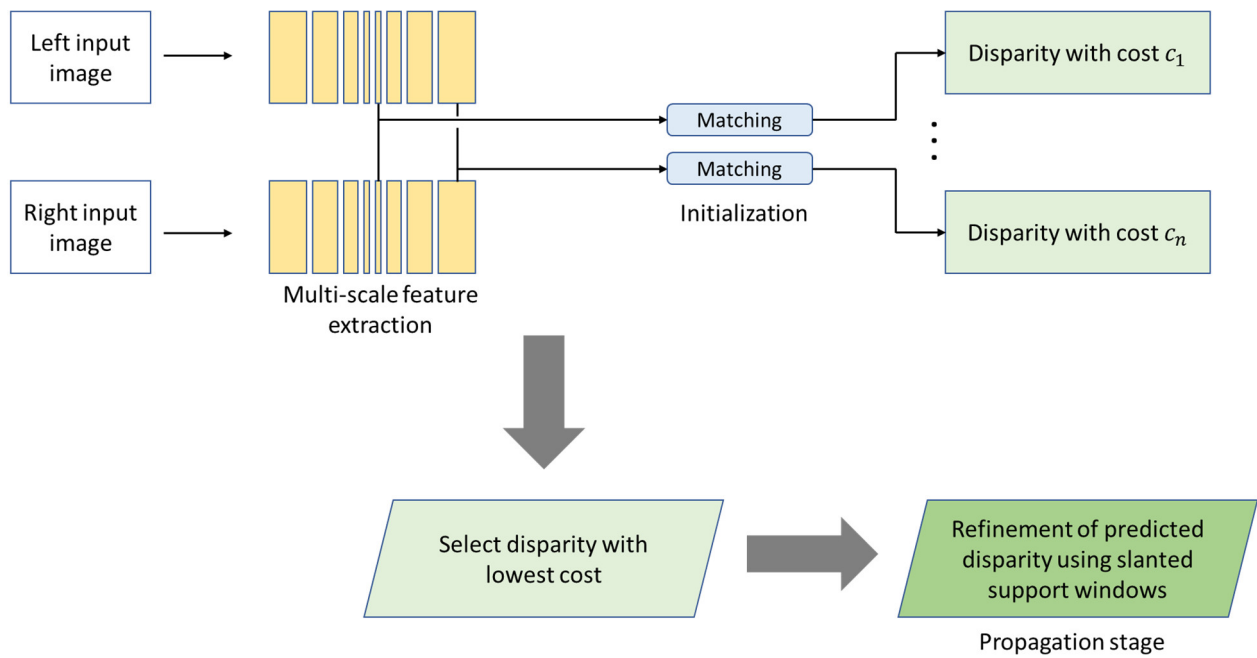 Left input
image
Matching
Disparity with cost c₁
⋮
Right input
image
Matching
Initialization
Disparity with cost cₙ
Multi-scale feature
extraction
Select disparity with
lowest cost
Refinement of predicted
disparity using slanted
support windows
Propagation stage